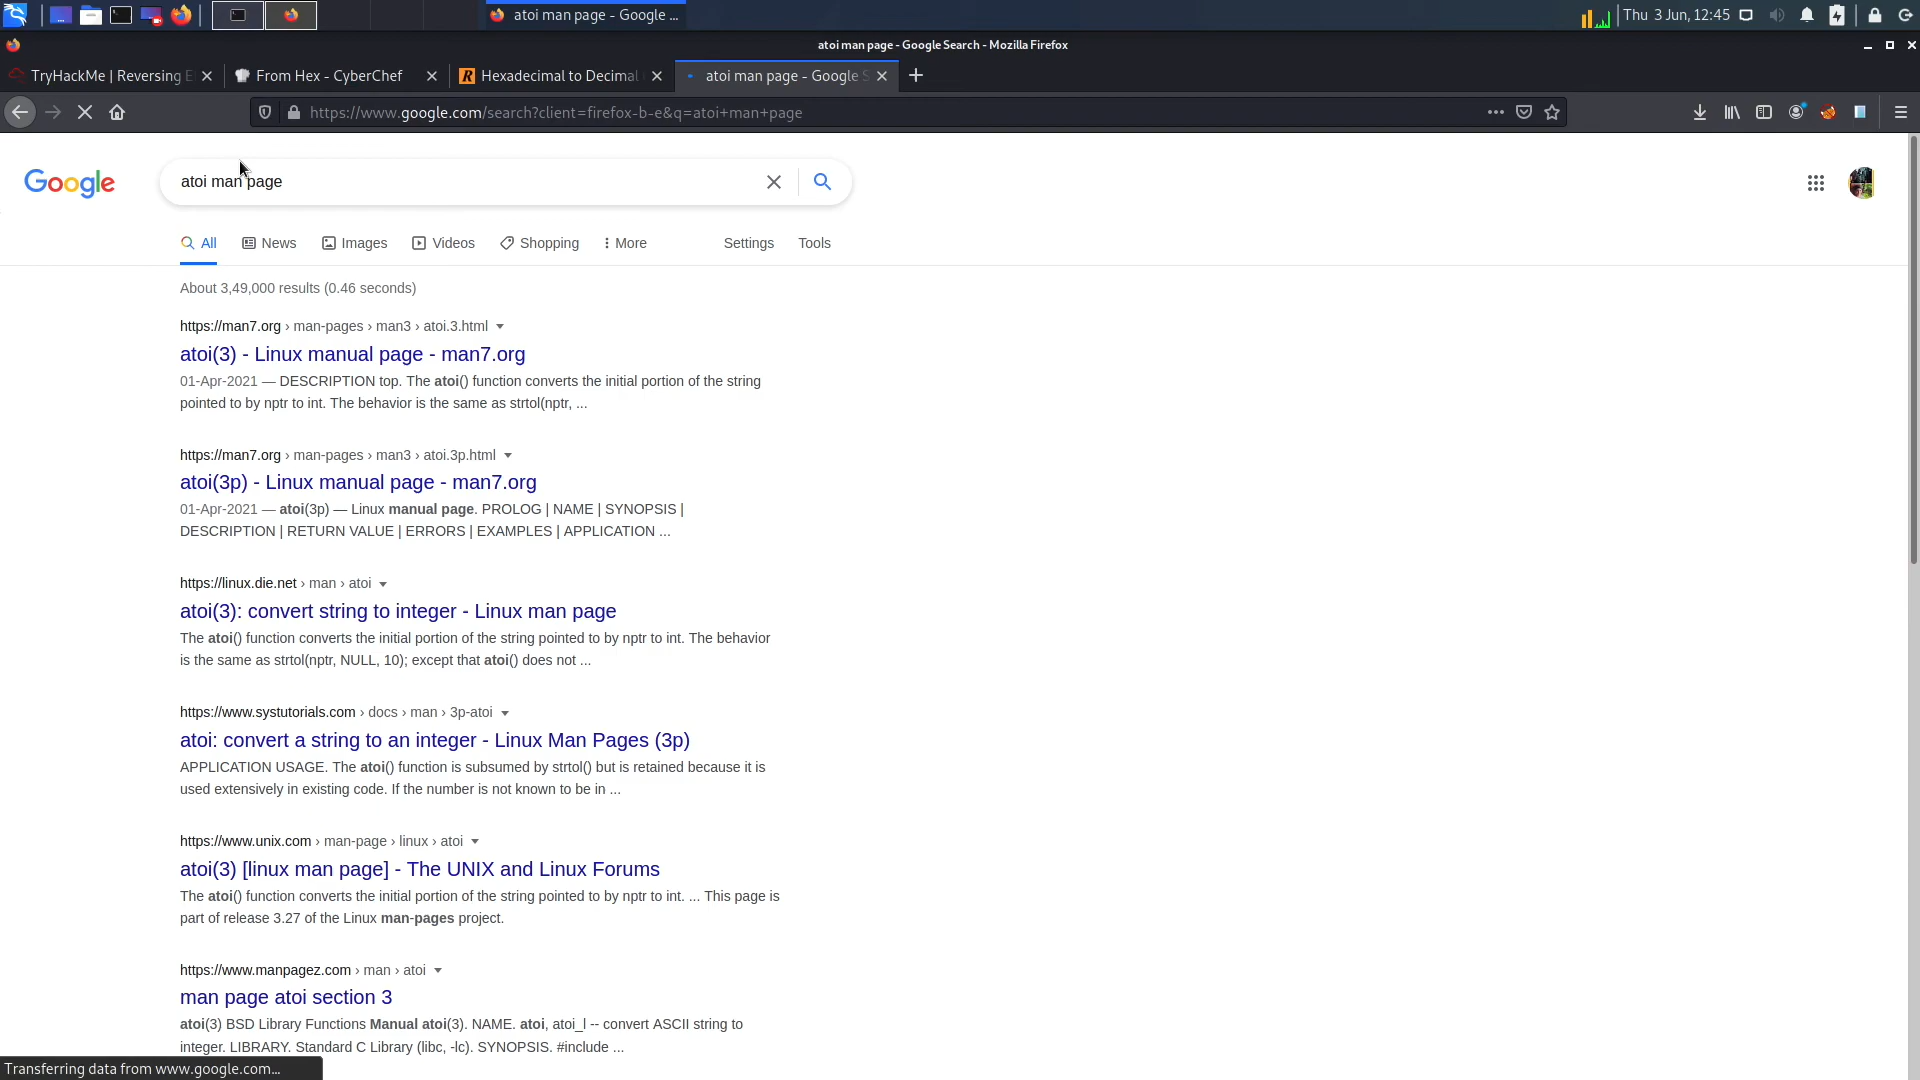 atoi man page - Google ...
Thu 3 Jun, 12:45
atoi man page - Google Search - Mozilla Firefox
TryHackMe | Reversing E
From Hex - CyberChef
Hexadecimal to Decimal
atoi man page - Google S
https://www.google.com/search?client=firefox-b-e&q=atoi+man+page
Google
atoi man page
All
News
Images
Videos
Shopping
More
Settings
Tools
About 3,49,000 results (0.46 seconds)
https://man7.org › man-pages › man3 › atoi.3.html
atoi(3) - Linux manual page - man7.org
01-Apr-2021 — DESCRIPTION top. The atoi() function converts the initial portion of the string
pointed to by nptr to int. The behavior is the same as strtol(nptr, ...
https://man7.org › man-pages › man3 › atoi.3p.html
atoi(3p) - Linux manual page - man7.org
01-Apr-2021 — atoi(3p) — Linux manual page. PROLOG | NAME | SYNOPSIS |
DESCRIPTION | RETURN VALUE | ERRORS | EXAMPLES | APPLICATION ...
https://linux.die.net › man › atoi
atoi(3): convert string to integer - Linux man page
The atoi() function converts the initial portion of the string pointed to by nptr to int. The behavior
is the same as strtol(nptr, NULL, 10); except that atoi() does not ...
https://www.systutorials.com › docs › man › 3p-atoi
atoi: convert a string to an integer - Linux Man Pages (3p)
APPLICATION USAGE. The atoi() function is subsumed by strtol() but is retained because it is
used extensively in existing code. If the number is not known to be in ...
https://www.unix.com › man-page › linux › atoi
atoi(3) [linux man page] - The UNIX and Linux Forums
The atoi() function converts the initial portion of the string pointed to by nptr to int. ... This page is
part of release 3.27 of the Linux man-pages project.
https://www.manpagez.com › man › atoi
man page atoi section 3
atoi(3) BSD Library Functions Manual atoi(3). NAME. atoi, atoi_l -- convert ASCII string to
integer. LIBRARY. Standard C Library (libc, -lc). SYNOPSIS. #include ...
Transferring data from www.google.com...